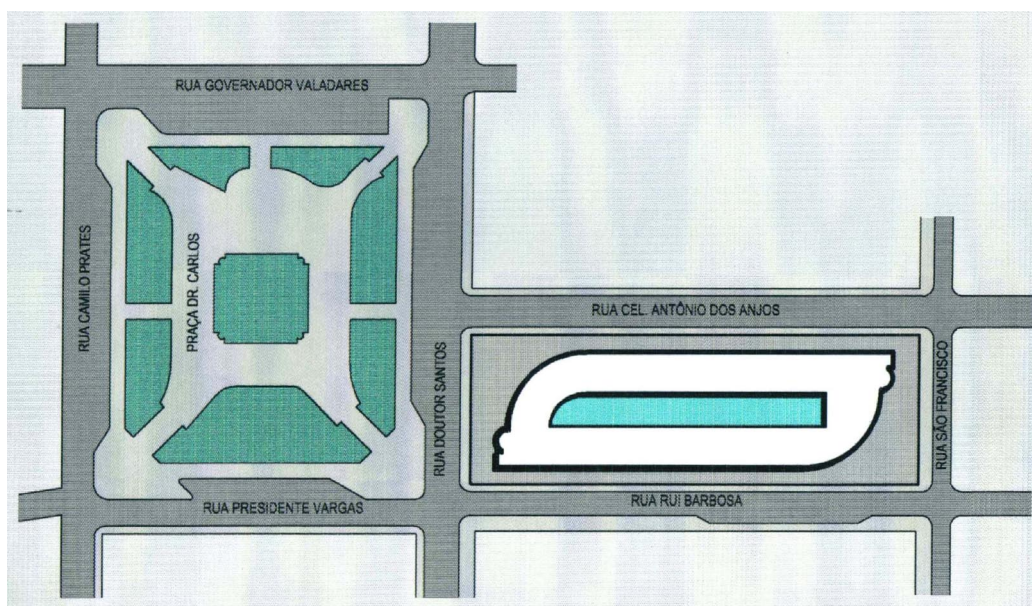 RUA GOVERNADOR VALADARES
RUA CAMILO PRATES
PRAÇA DR. CARLOS
RUA DOUTOR SANTOS
RUA CEL. ANTÔNIO DOS ANJOS
RUA SÃO FRANCISCO
RUA PRESIDENTE VARGAS
RUA RUI BARBOSA